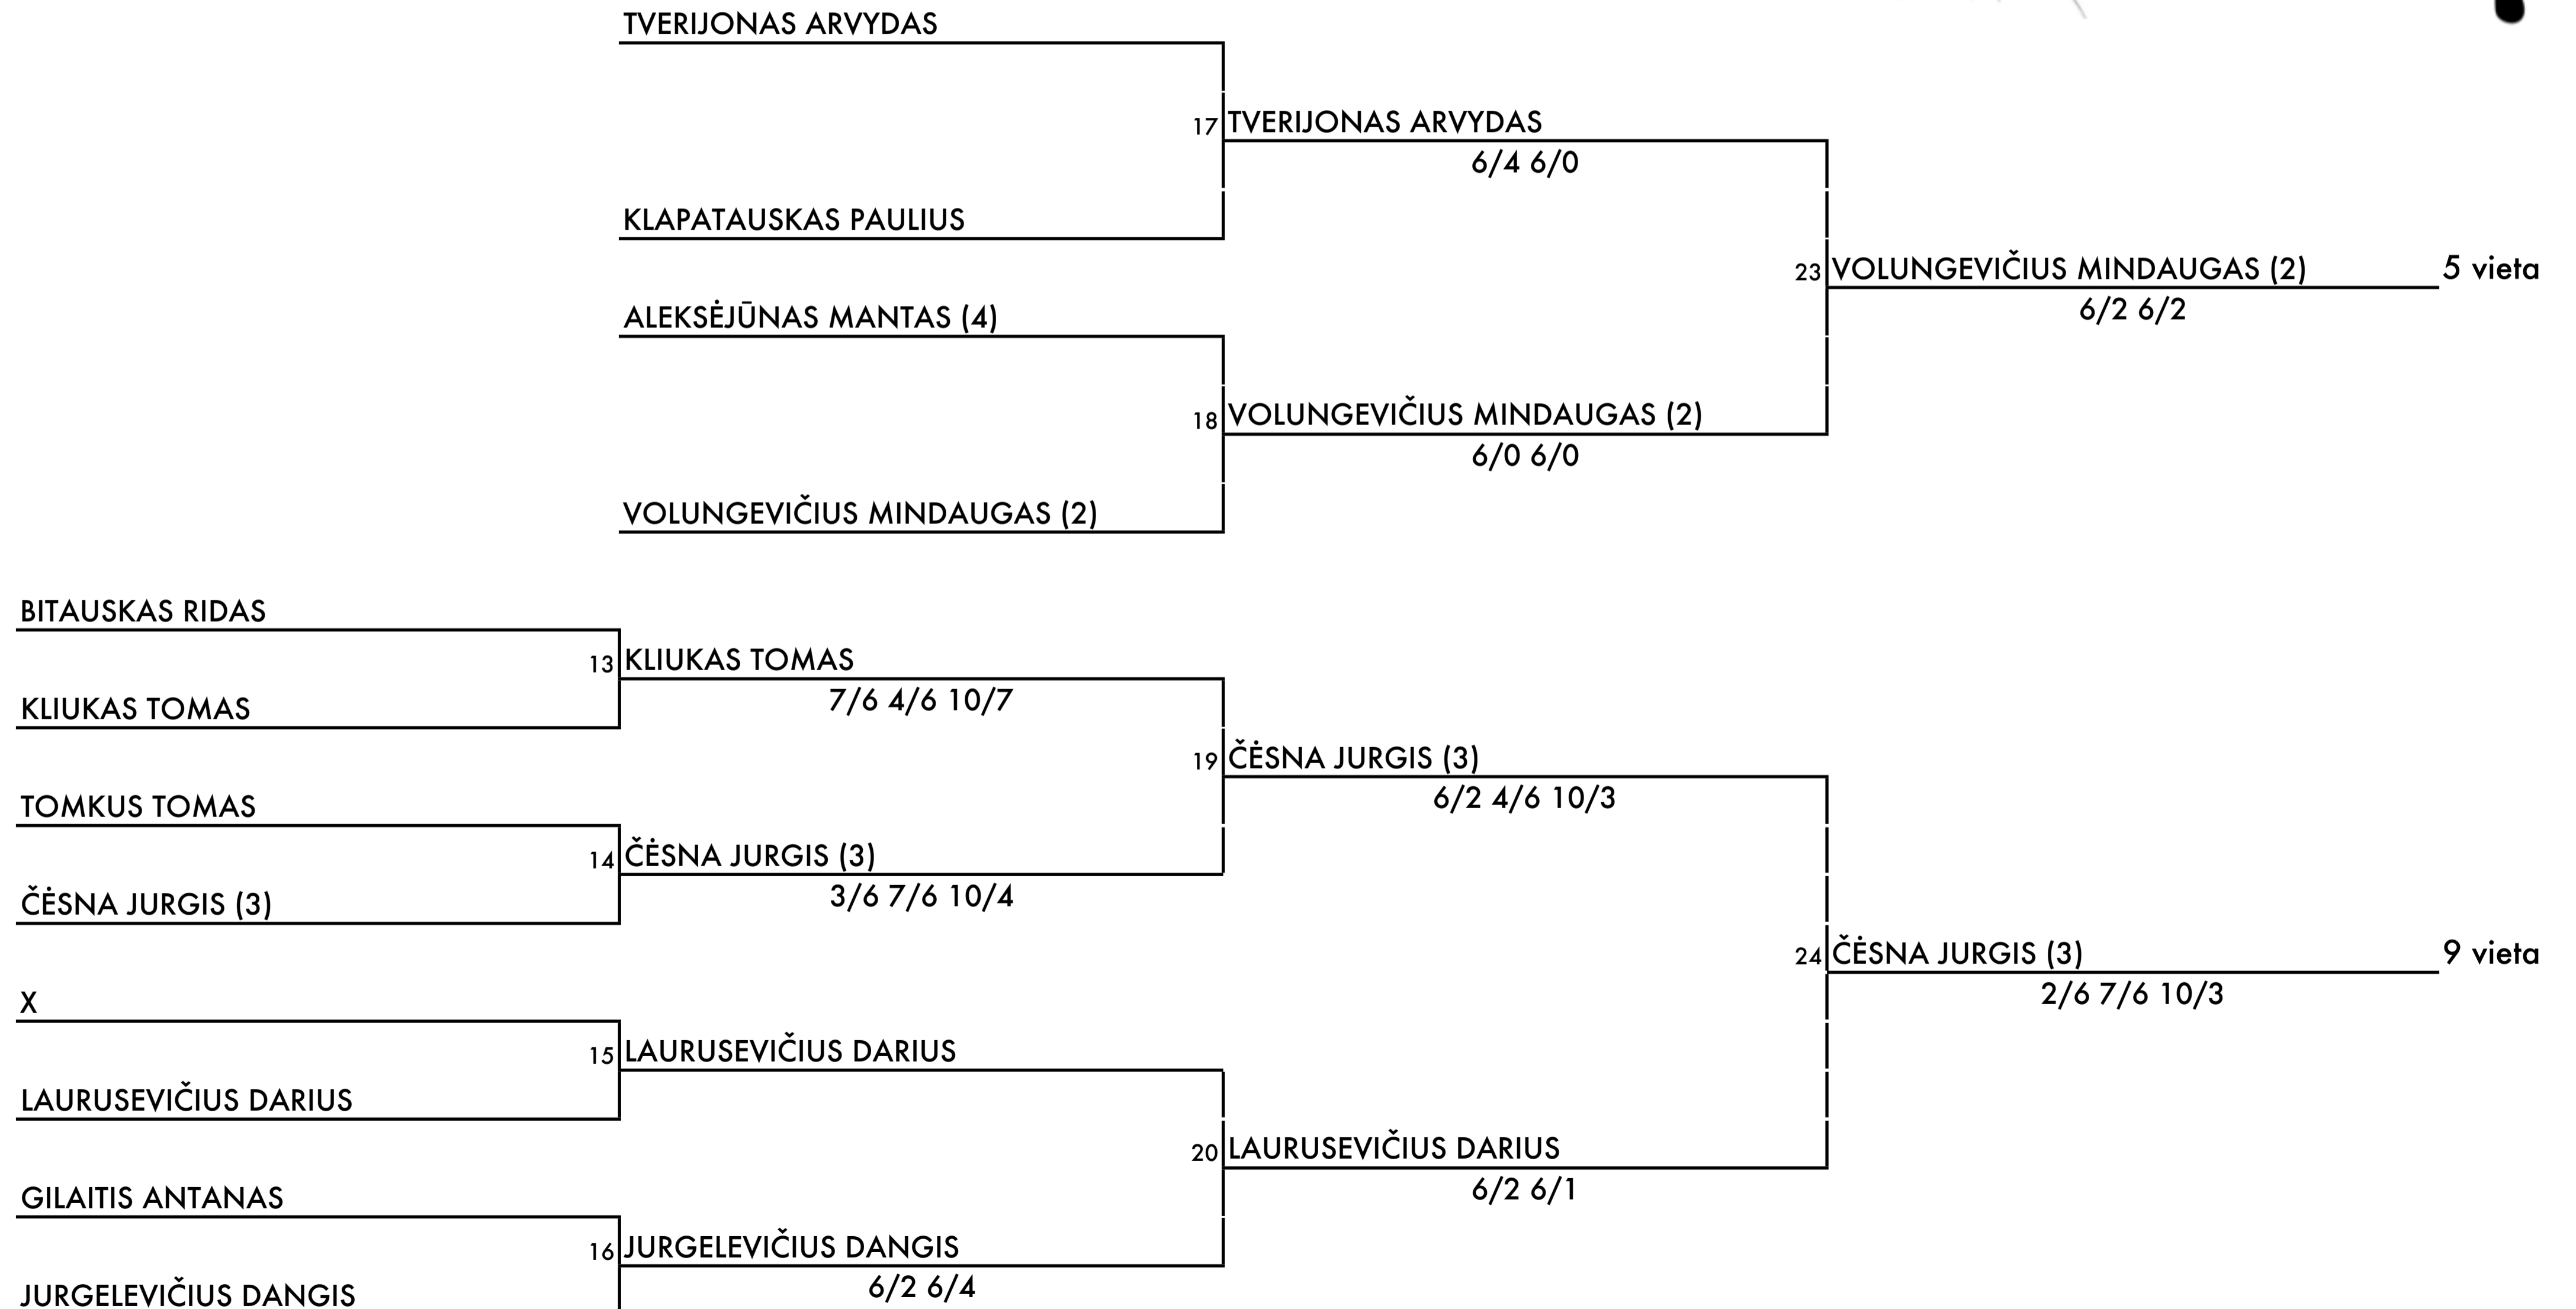 TVERIJONAS ARVYDAS
17 TVERIJONAS ARVYDAS
6/4 6/0
KLAPATAUSKAS PAULIUS
23 VOLUNGEVIČIUS MINDAUGAS (2) 5 vieta
6/2 6/2
ALEKSĖJŪNAS MANTAS (4)
18 VOLUNGEVIČIUS MINDAUGAS (2)
6/0 6/0
VOLUNGEVIČIUS MINDAUGAS (2)
BITAUSKAS RIDAS
13 KLIUKAS TOMAS
7/6 4/6 10/7
KLIUKAS TOMAS
19 ČĖSNA JURGIS (3)
6/2 4/6 10/3
TOMKUS TOMAS
14 ČĖSNA JURGIS (3)
3/6 7/6 10/4
ČĖSNA JURGIS (3)
24 ČĖSNA JURGIS (3) 9 vieta
2/6 7/6 10/3
X
15 LAURUSEVIČIUS DARIUS
LAURUSEVIČIUS DARIUS
20 LAURUSEVIČIUS DARIUS
6/2 6/1
GILAITIS ANTANAS
16 JURGELEVIČIUS DANGIS
6/2 6/4
JURGELEVIČIUS DANGIS